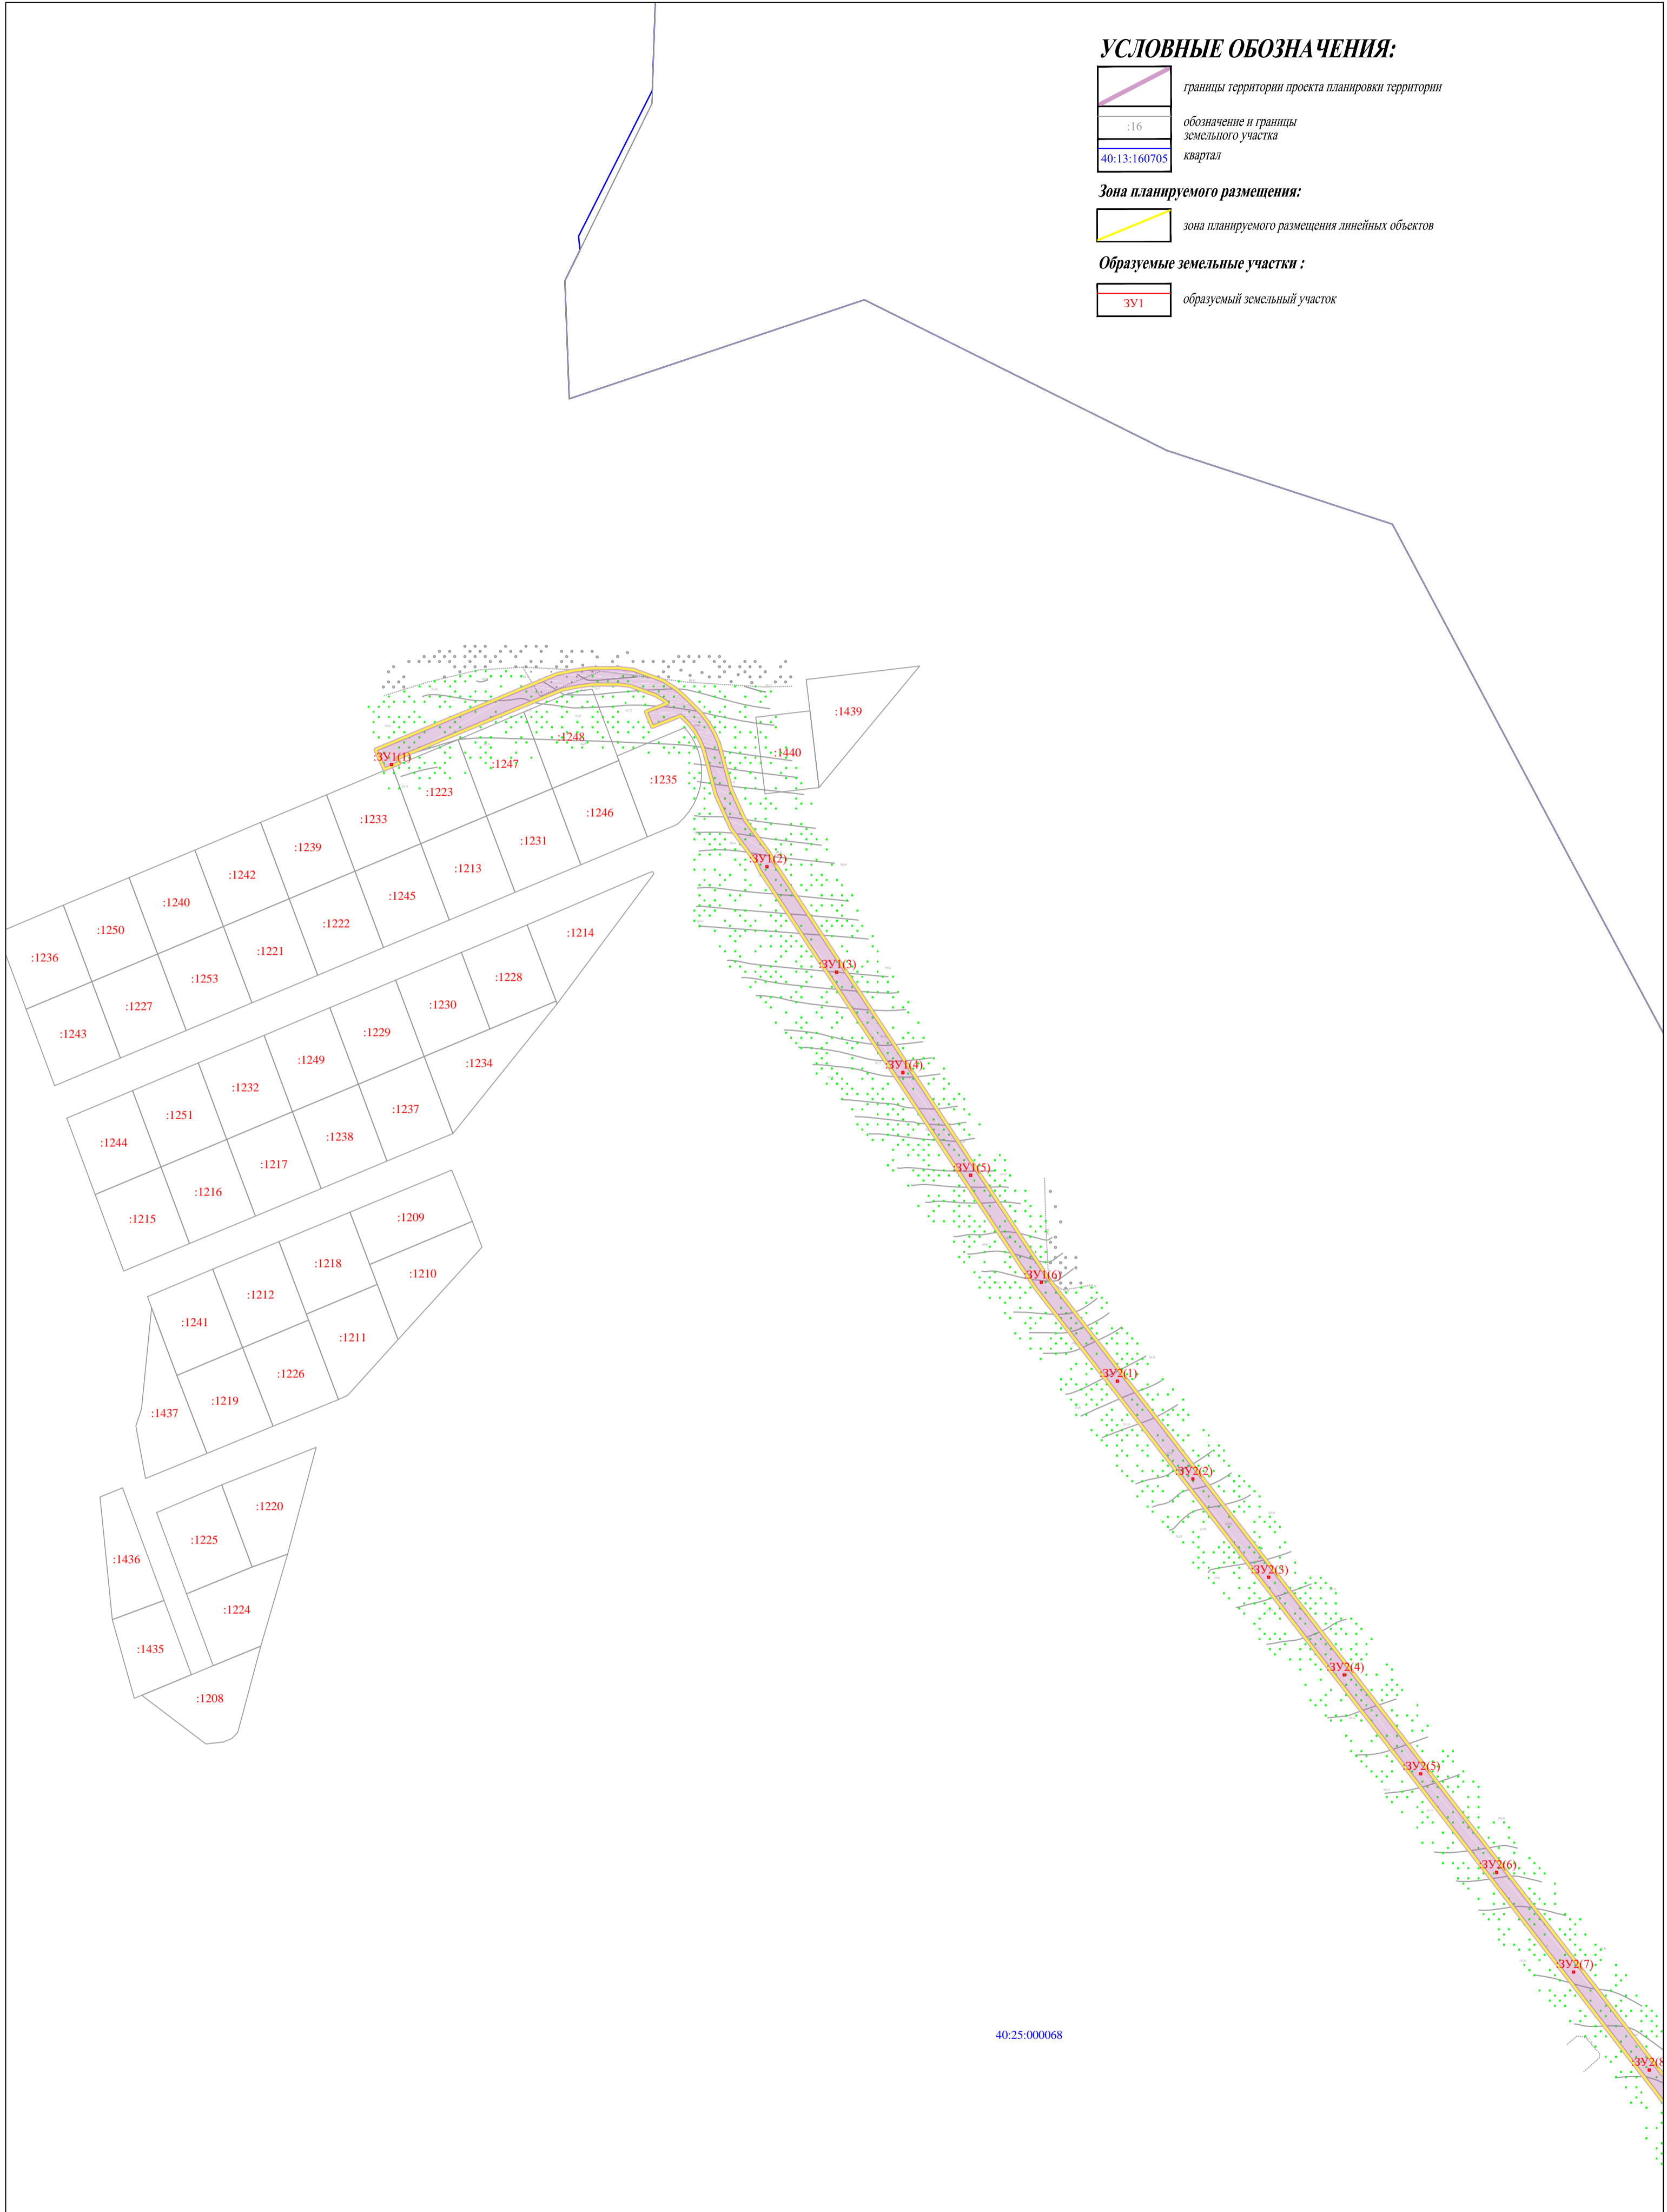 УСЛОВНЫЕ ОБОЗНАЧЕНИЯ:
границы территории проекта планировки территории
:16
обозначение и границы
земельного участка
40:13:160705
квартал
Зона планируемого размещения:
зона планируемого размещения линейных объектов
Образуемые земельные участки :
ЗУ1
образуемый земельный участок
:1439
:1248
:1440
:ЗУ1(1)
:1247
:1235
:1223
:1246
:1233
:1231
:1239
:ЗУ1(2)
:1213
:1242
:1245
:1240
:1222
:1250
:1214
:1221
:1236
:ЗУ1(3)
:1228
:1253
:1230
:1227
:1229
:1243
:1249
:1234
:ЗУ1(4)
:1232
:1237
:1251
:1238
:1244
:1217
:ЗУ1(5)
:1216
:1209
:1215
:1218
:1210
:ЗУ1(6)
:1212
:1241
:1211
:1226
:ЗУ2(1)
:1219
:1437
:ЗУ2(2)
:1220
:1225
:1436
:ЗУ2(3)
:1224
:1435
:ЗУ2(4)
:1208
:ЗУ2(5)
:ЗУ2(6)
:ЗУ2(7)
40:25:000068
:ЗУ2(8